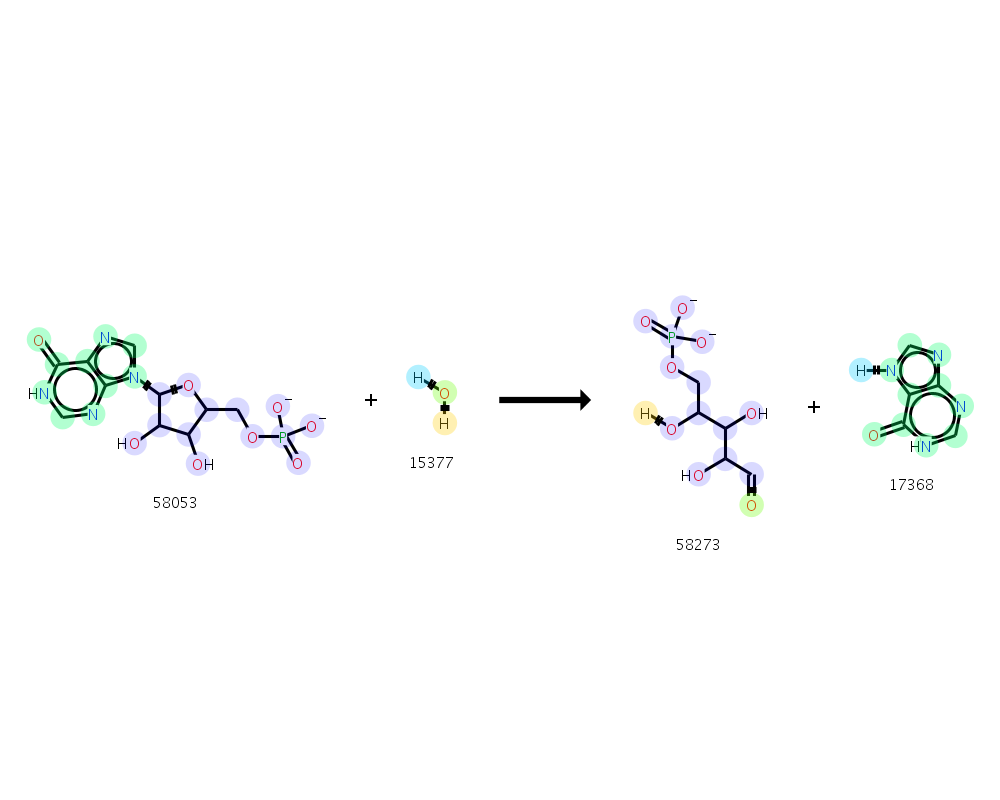 O N N HN N O HO OH O P O⁻ O⁻ O
58053
+
H O H
15377
+
O O⁻ P O⁻ O H O OH HO O
58273
H N N N HN O
17368